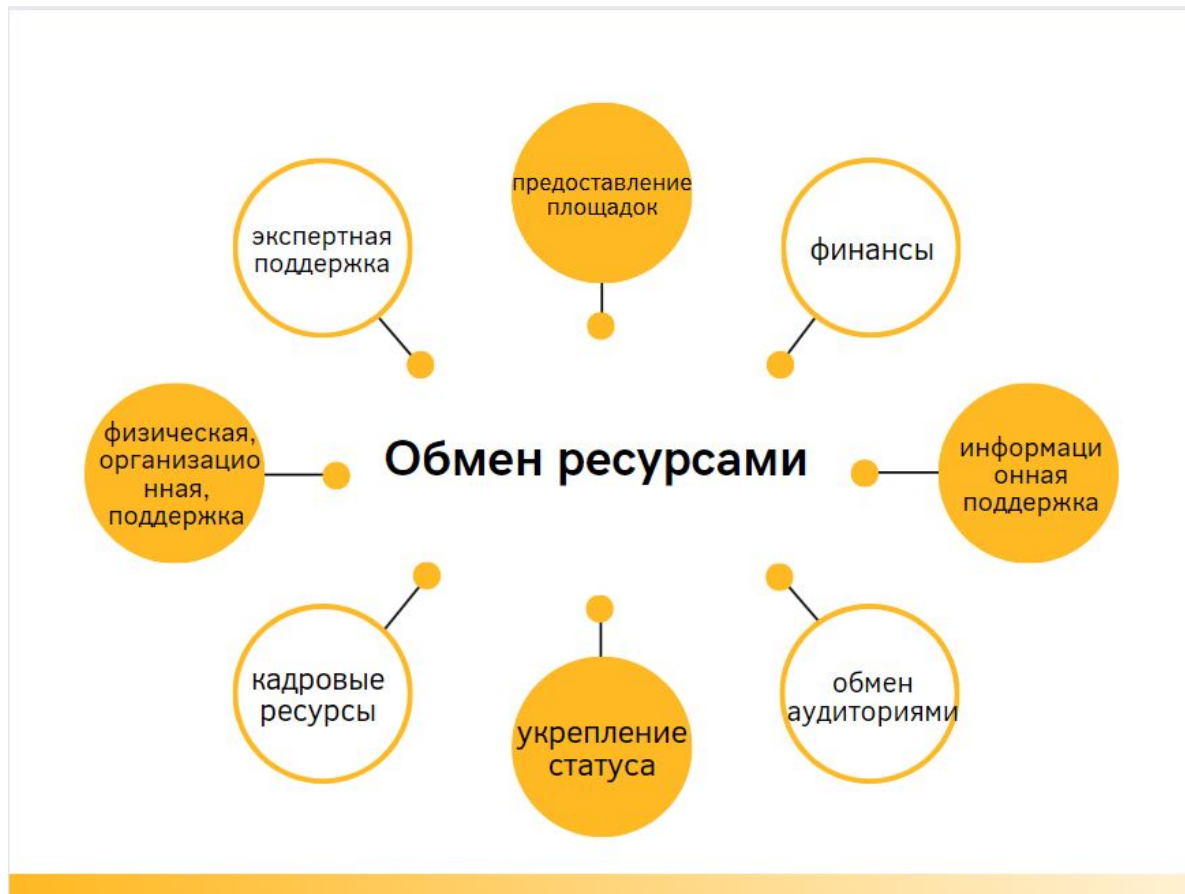 предоставление
площадок
экспертная
поддержка
финансы
физическая,
организацио
нная,
поддержка
Обмен ресурсами
информаци
онная
поддержка
кадровые
ресурсы
укрепление
статуса
обмен
аудиториями